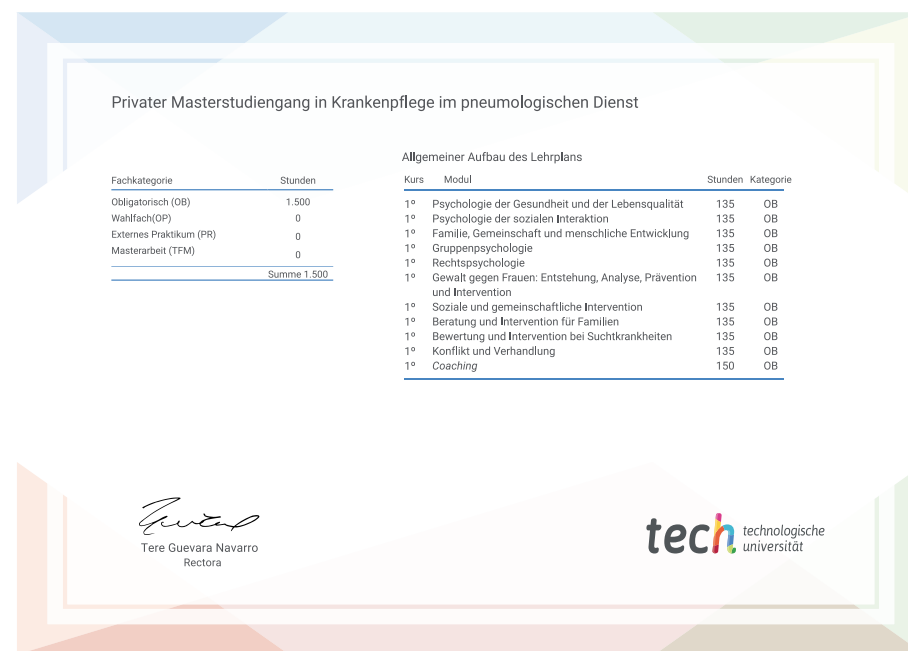 Privater Masterstudiengang in Krankenpflege im pneumologischen Dienst
Fachkategorie Stunden
Obligatorisch (OB) 1.500
Wahlfach(OP) 0
Externes Praktikum (PR) 0
Masterarbeit (TFM) 0
Summe 1.500
Allgemeiner Aufbau des Lehrplans
Kurs Modul Stunden Kategorie
1º Psychologie der Gesundheit und der Lebensqualität 135 OB
1º Psychologie der sozialen Interaktion 135 OB
1º Familie, Gemeinschaft und menschliche Entwicklung 135 OB
1º Gruppenpsychologie 135 OB
1º Rechtspsychologie 135 OB
1º Gewalt gegen Frauen: Entstehung, Analyse, Prävention 135 OB
und Intervention
1º Soziale und gemeinschaftliche Intervention 135 OB
1º Beratung und Intervention für Familien 135 OB
1º Bewertung und Intervention bei Suchtkrankheiten 135 OB
1º Konflikt und Verhandlung 135 OB
1º Coaching 150 OB
Tere Guevara Navarro
Rectora
tech technologische
universität